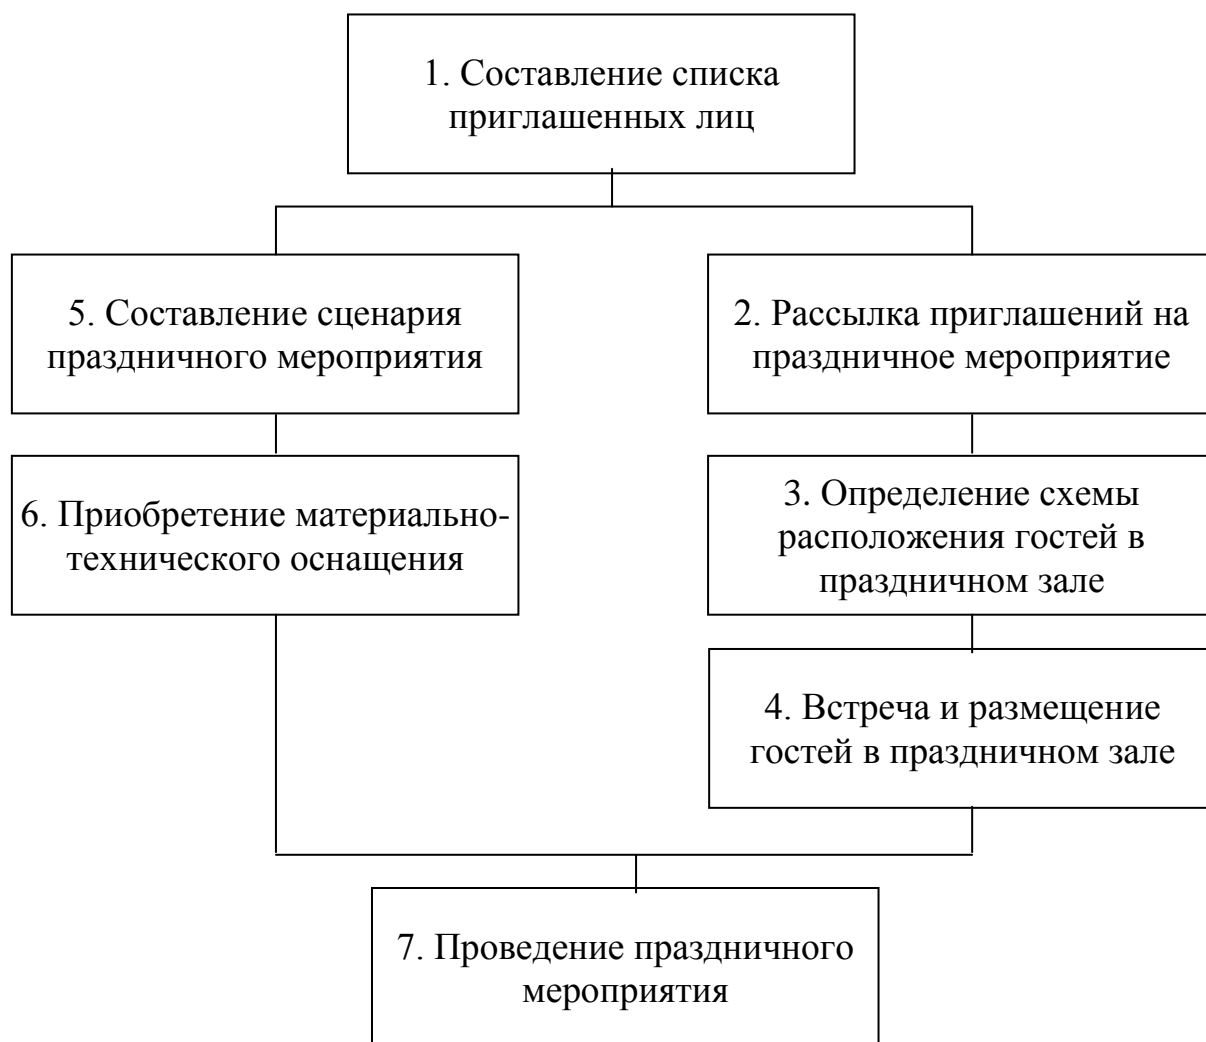 1. Составление списка
приглашенных лиц
5. Составление сценария
праздничного мероприятия
2. Рассылка приглашений на
праздничное мероприятие
6. Приобретение материально-
технического оснащения
3. Определение схемы
расположения гостей в
праздничном зале
4. Встреча и размещение
гостей в праздничном зале
7. Проведение праздничного
мероприятия